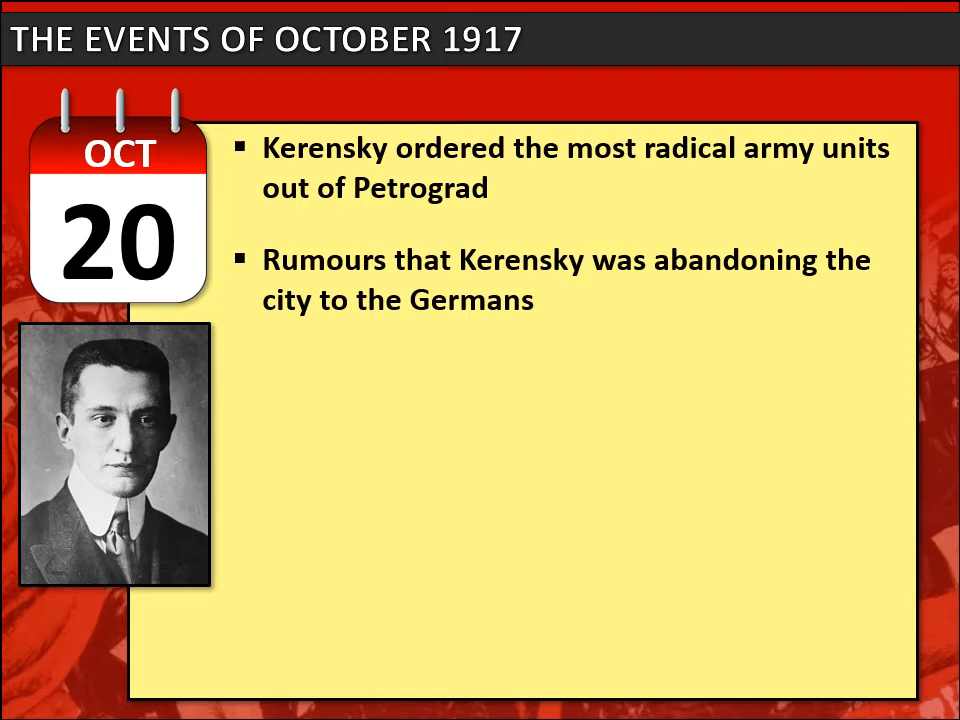 THE EVENTS OF OCTOBER 1917
OCT
20
▪ Kerensky ordered the most radical army units
out of Petrograd
▪ Rumours that Kerensky was abandoning the
city to the Germans